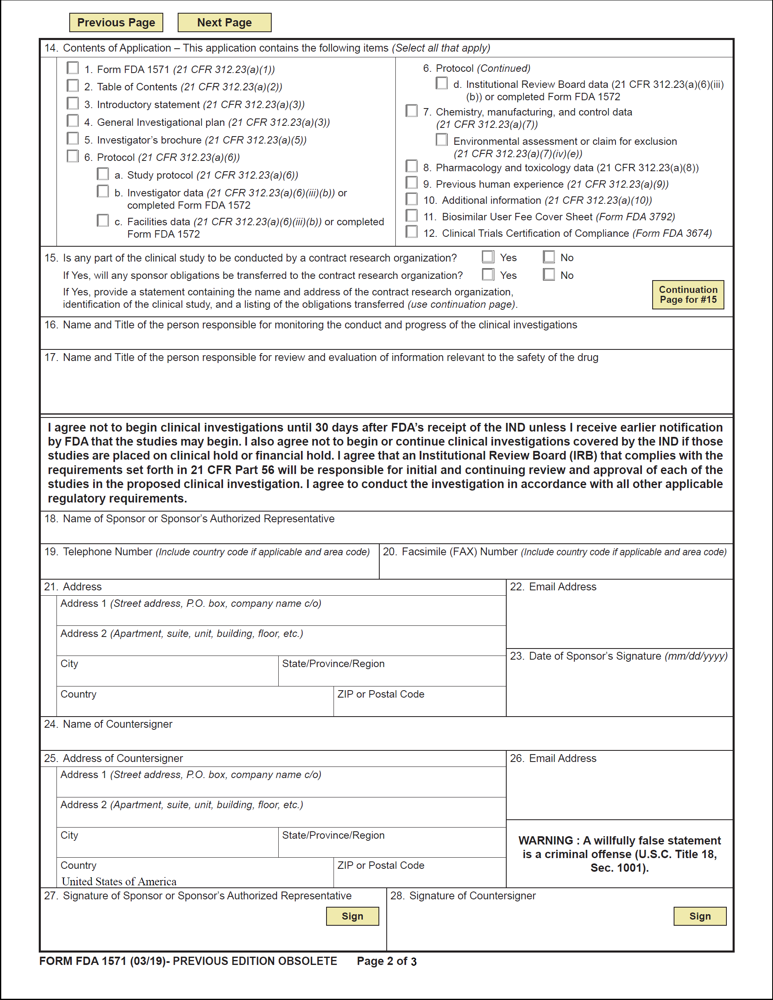 Previous Page
Next Page
14. Contents of Application – This application contains the following items (Select all that apply)
1. Form FDA 1571 (21 CFR 312.23(a)(1))
2. Table of Contents (21 CFR 312.23(a)(2))
3. Introductory statement (21 CFR 312.23(a)(3))
4. General Investigational plan (21 CFR 312.23(a)(3))
5. Investigator’s brochure (21 CFR 312.23(a)(5))
6. Protocol (21 CFR 312.23(a)(6))
a. Study protocol (21 CFR 312.23(a)(6))
b. Investigator data (21 CFR 312.23(a)(6)(iii)(b)) or
completed Form FDA 1572
c. Facilities data (21 CFR 312.23(a)(6)(iii)(b)) or completed
Form FDA 1572
6. Protocol (Continued)
d. Institutional Review Board data (21 CFR 312.23(a)(6)(iii)
(b)) or completed Form FDA 1572
7. Chemistry, manufacturing, and control data
(21 CFR 312.23(a)(7))
Environmental assessment or claim for exclusion
(21 CFR 312.23(a)(7)(iv)(e))
8. Pharmacology and toxicology data (21 CFR 312.23(a)(8))
9. Previous human experience (21 CFR 312.23(a)(9))
10. Additional information (21 CFR 312.23(a)(10))
11. Biosimilar User Fee Cover Sheet (Form FDA 3792)
12. Clinical Trials Certification of Compliance (Form FDA 3674)
15. Is any part of the clinical study to be conducted by a contract research organization? Yes No
If Yes, will any sponsor obligations be transferred to the contract research organization? Yes No
If Yes, provide a statement containing the name and address of the contract research organization,
identification of the clinical study, and a listing of the obligations transferred (use continuation page).
Continuation
Page for #15
16. Name and Title of the person responsible for monitoring the conduct and progress of the clinical investigations
17. Name and Title of the person responsible for review and evaluation of information relevant to the safety of the drug
I agree not to begin clinical investigations until 30 days after FDA’s receipt of the IND unless I receive earlier notification
by FDA that the studies may begin. I also agree not to begin or continue clinical investigations covered by the IND if those
studies are placed on clinical hold or financial hold. I agree that an Institutional Review Board (IRB) that complies with the
requirements set forth in 21 CFR Part 56 will be responsible for initial and continuing review and approval of each of the
studies in the proposed clinical investigation. I agree to conduct the investigation in accordance with all other applicable
regulatory requirements.
18. Name of Sponsor or Sponsor’s Authorized Representative
19. Telephone Number (Include country code if applicable and area code)
20. Facsimile (FAX) Number (Include country code if applicable and area code)
21. Address
Address 1 (Street address, P.O. box, company name c/o)
Address 2 (Apartment, suite, unit, building, floor, etc.)
City
State/Province/Region
Country
ZIP or Postal Code
22. Email Address
23. Date of Sponsor’s Signature (mm/dd/yyyy)
24. Name of Countersigner
25. Address of Countersigner
Address 1 (Street address, P.O. box, company name c/o)
Address 2 (Apartment, suite, unit, building, floor, etc.)
City
State/Province/Region
Country
United States of America
ZIP or Postal Code
26. Email Address
WARNING : A willfully false statement
is a criminal offense (U.S.C. Title 18,
Sec. 1001).
27. Signature of Sponsor or Sponsor’s Authorized Representative
Sign
28. Signature of Countersigner
Sign
FORM FDA 1571 (03/19)- PREVIOUS EDITION OBSOLETE Page 2 of 3